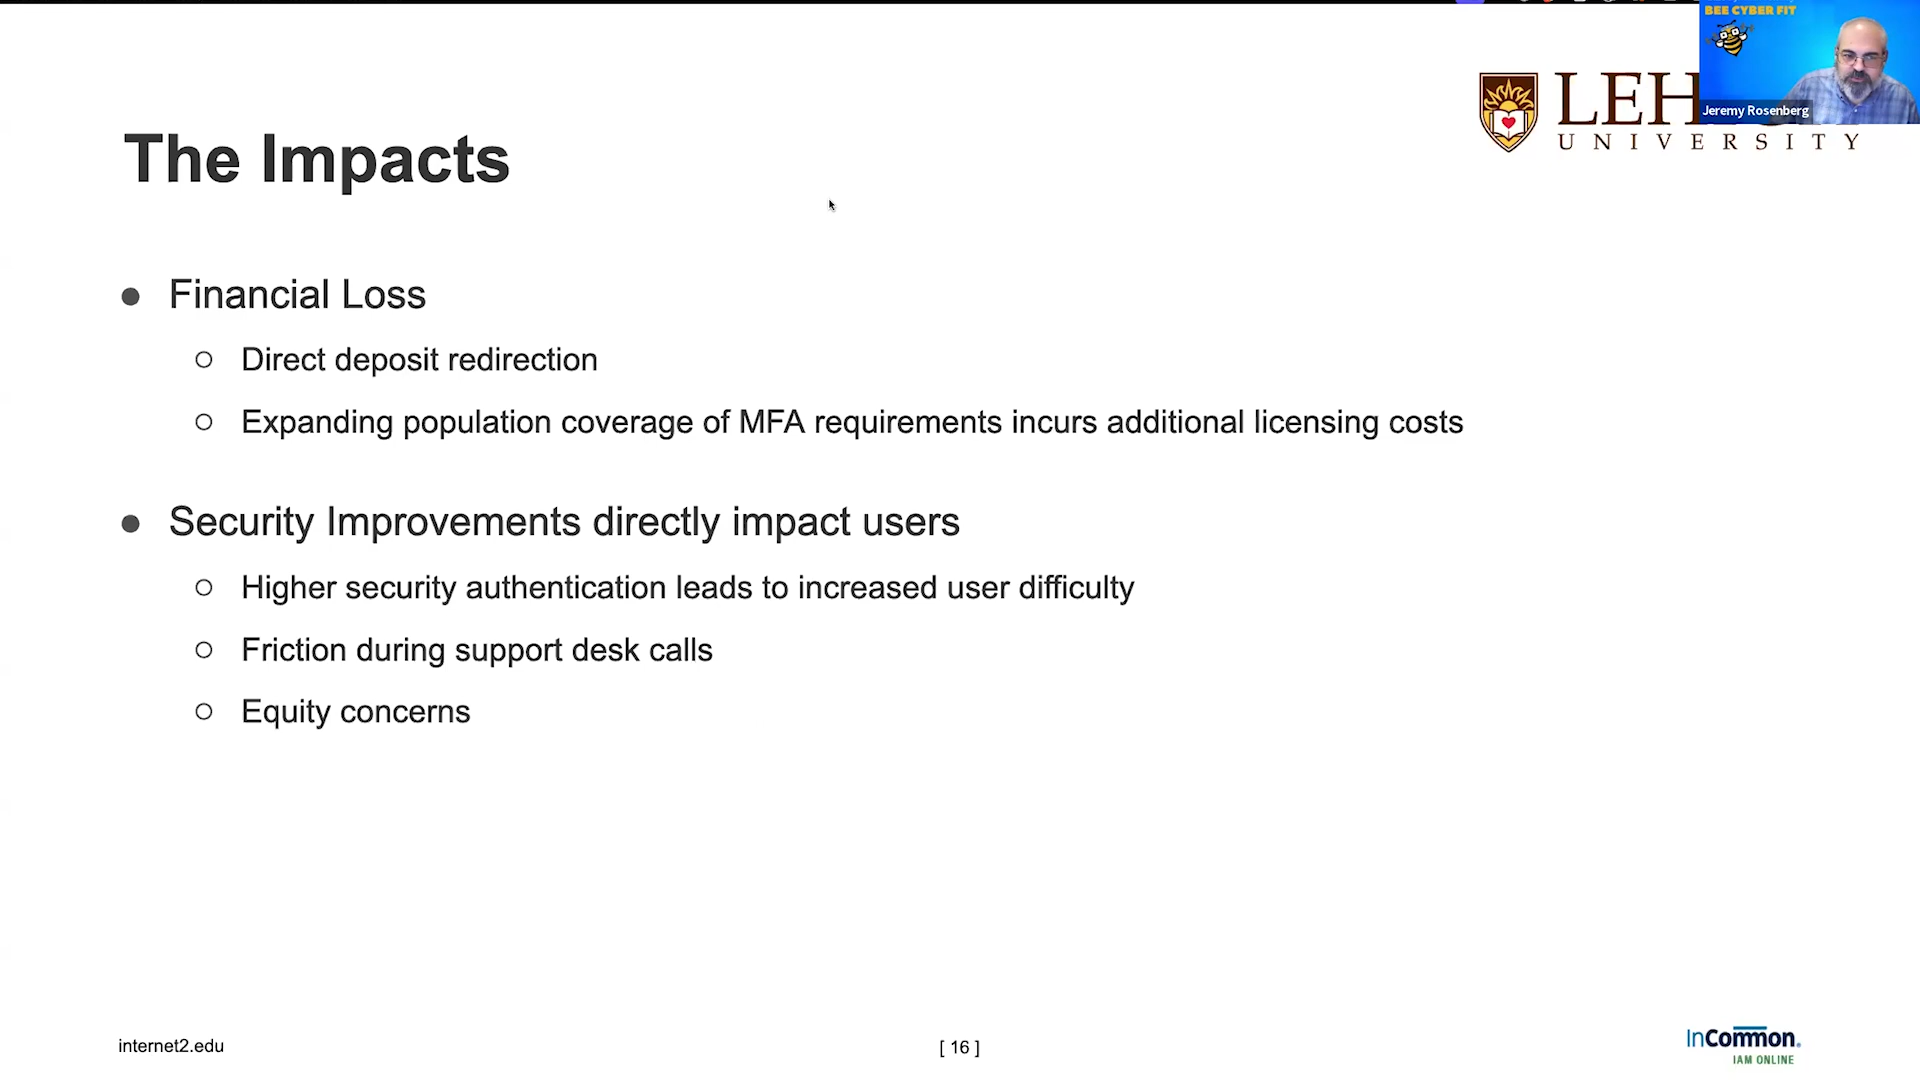 BEE CYBER FIT
Jeremy Rosenberg
LEH
UNIVERSITY
The Impacts
● Financial Loss
○ Direct deposit redirection
○ Expanding population coverage of MFA requirements incurs additional licensing costs
● Security Improvements directly impact users
○ Higher security authentication leads to increased user difficulty
○ Friction during support desk calls
○ Equity concerns
internet2.edu
[ 16 ]
InCommon.
IAM ONLINE